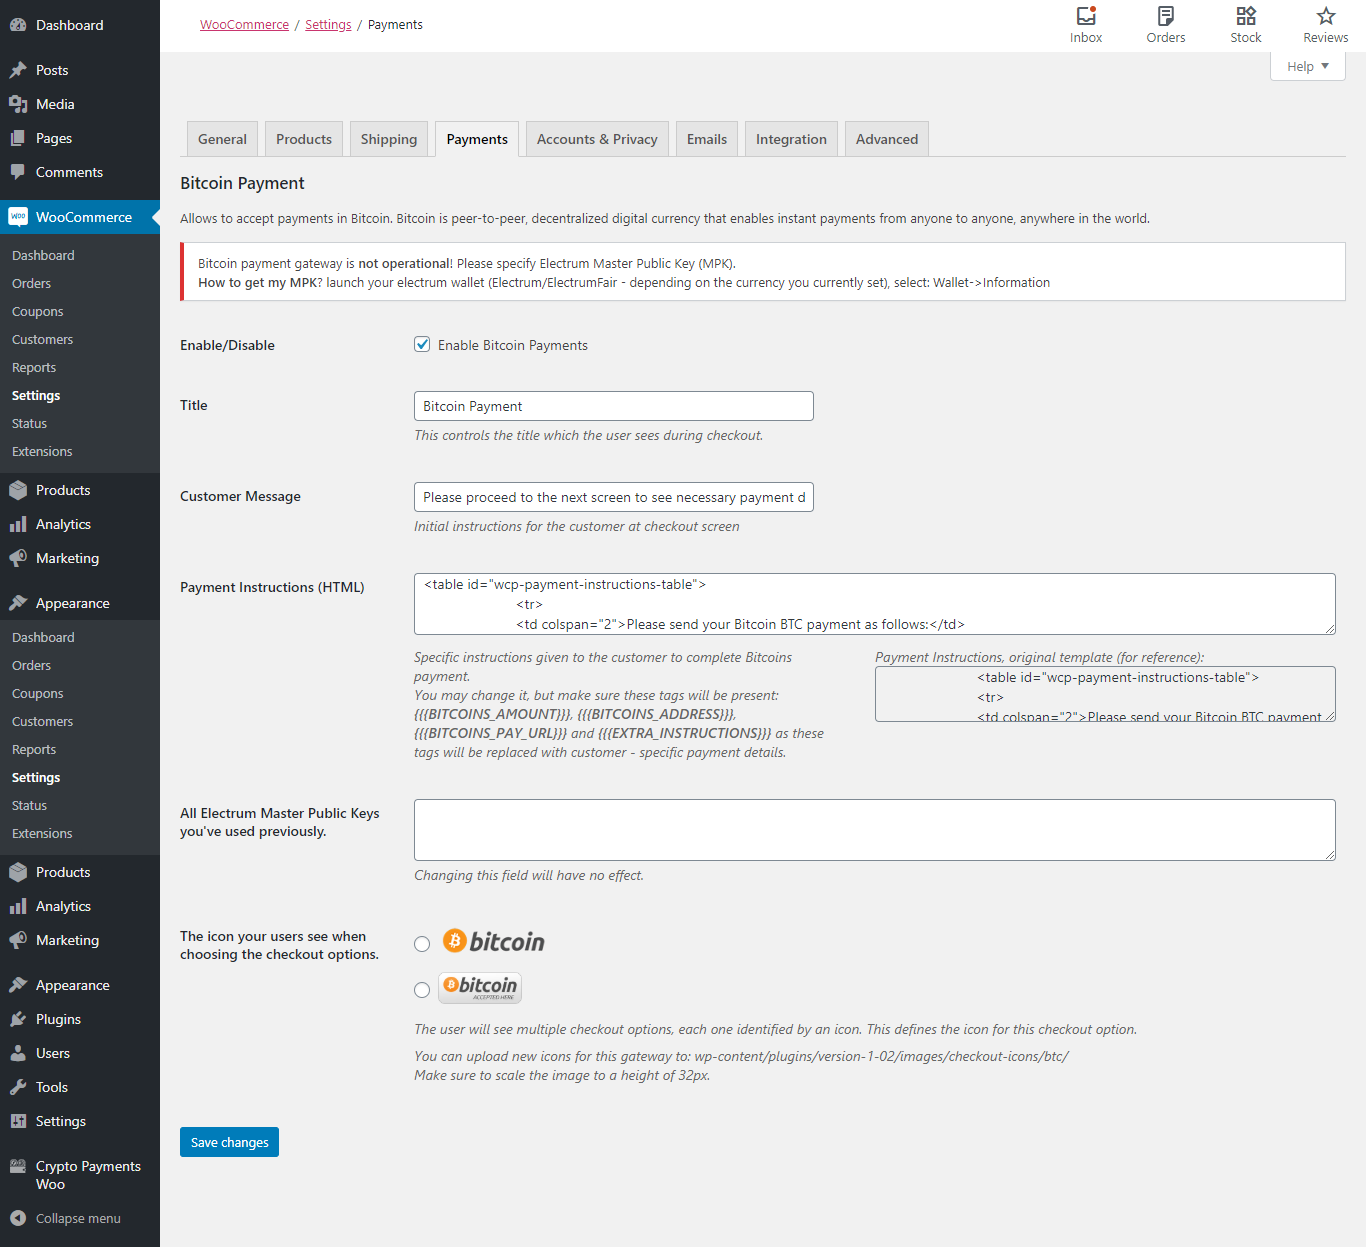 Dashboard
Posts
Media
Pages
Comments
woo WooCommerce
Dashboard
Orders
Coupons
Customers
Reports
Settings
Status
Extensions
Products
Analytics
Marketing
Appearance
Dashboard
Orders
Coupons
Customers
Reports
Settings
Status
Extensions
Products
Analytics
Marketing
Appearance
Plugins
Users
Tools
Settings
Crypto Payments
Woo
Collapse menu
WooCommerce / Settings / Payments
Inbox Orders Stock Reviews
Help
General Products Shipping Payments Accounts & Privacy Emails Integration Advanced
Bitcoin Payment
Allows to accept payments in Bitcoin. Bitcoin is peer-to-peer, decentralized digital currency that enables instant payments from anyone to anyone, anywhere in the world.
Bitcoin payment gateway is not operational! Please specify Electrum Master Public Key (MPK).
How to get my MPK? launch your electrum wallet (Electrum/ElectrumFair - depending on the currency you currently set), select: Wallet->Information
Enable/Disable
Enable Bitcoin Payments
Title
Bitcoin Payment
This controls the title which the user sees during checkout.
Customer Message
Please proceed to the next screen to see necessary payment d
Initial instructions for the customer at checkout screen
Payment Instructions (HTML)
<table id="wcp-payment-instructions-table">
<tr>
<td colspan="2">Please send your Bitcoin BTC payment as follows:</td>
Specific instructions given to the customer to complete Bitcoins
payment.
You may change it, but make sure these tags will be present:
{{{BITCOINS_AMOUNT}}}, {{{BITCOINS_ADDRESS}}},
{{{BITCOINS_PAY_URL}}} and {{{EXTRA_INSTRUCTIONS}}} as these
tags will be replaced with customer - specific payment details.
Payment Instructions, original template (for reference):
<table id="wcp-payment-instructions-table">
<tr>
<td colspan="2">Please send your Bitcoin BTC payment
All Electrum Master Public Keys
you've used previously.
Changing this field will have no effect.
The icon your users see when
choosing the checkout options.
bitcoin
bitcoin
ACCEPTED HERE
The user will see multiple checkout options, each one identified by an icon. This defines the icon for this checkout option.
You can upload new icons for this gateway to: wp-content/plugins/version-1-02/images/checkout-icons/btc/
Make sure to scale the image to a height of 32px.
Save changes